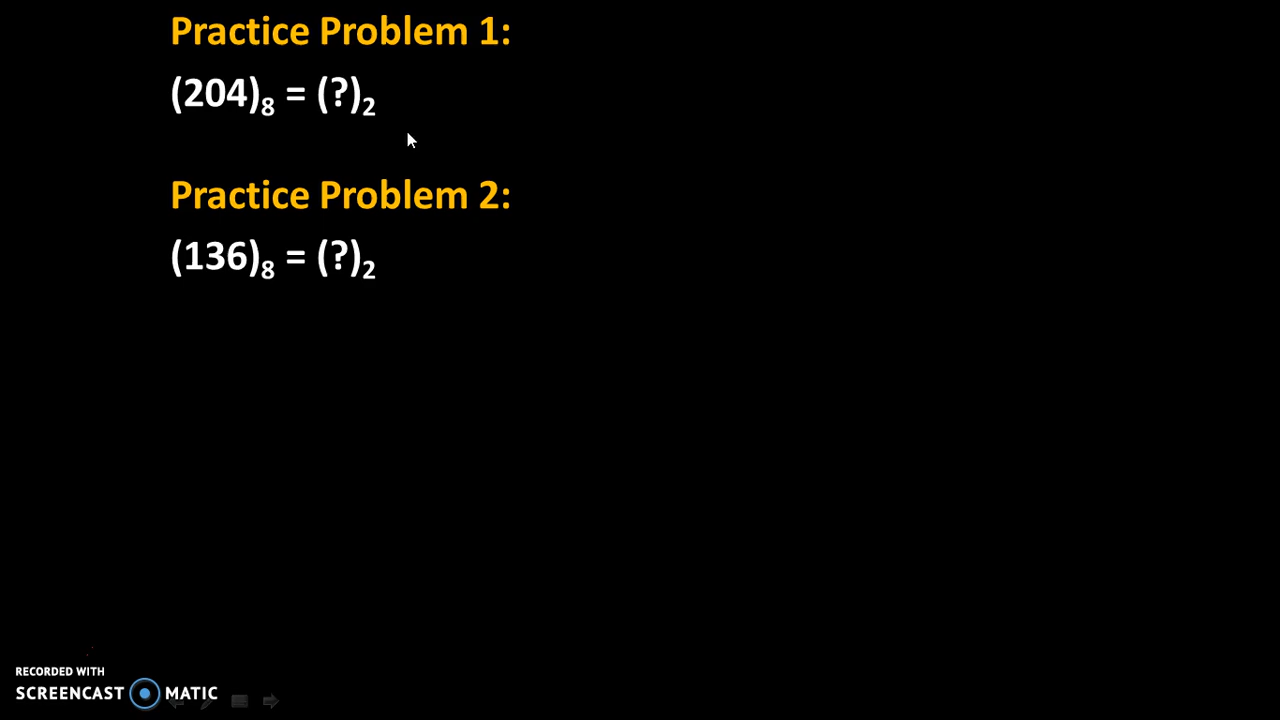 Practice Problem 1:
(204)₈ = (?)₂
Practice Problem 2:
(136)₈ = (?)₂
RECORDED WITH
SCREENCAST MATIC